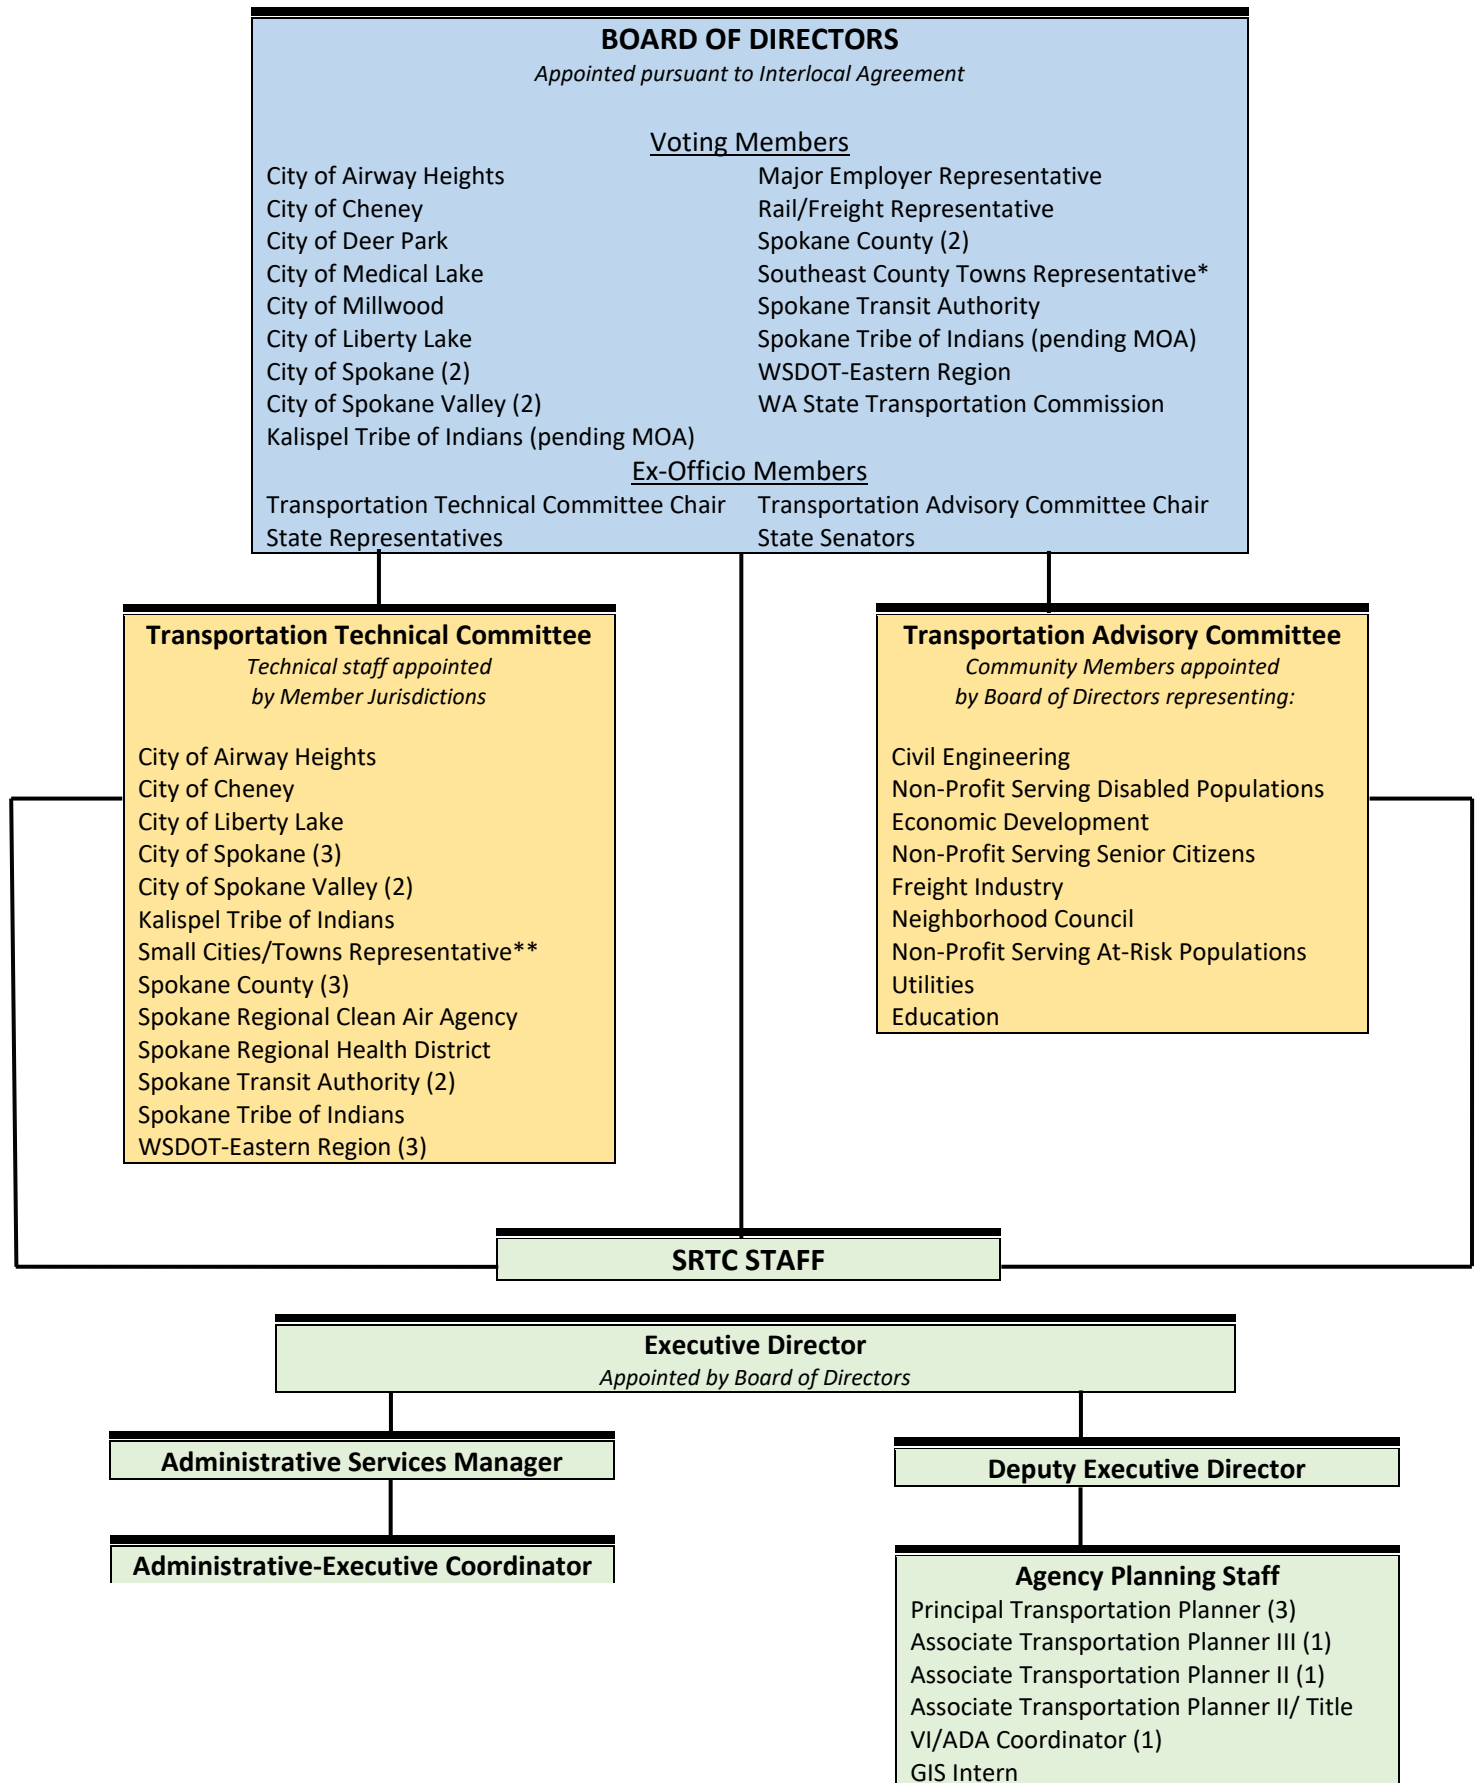 BOARD OF DIRECTORS
Appointed pursuant to Interlocal Agreement
Voting Members
City of Airway Heights
City of Cheney
City of Deer Park
City of Medical Lake
City of Millwood
City of Liberty Lake
City of Spokane (2)
City of Spokane Valley (2)
Kalispel Tribe of Indians (pending MOA)
Major Employer Representative
Rail/Freight Representative
Spokane County (2)
Southeast County Towns Representative*
Spokane Transit Authority
Spokane Tribe of Indians (pending MOA)
WSDOT-Eastern Region
WA State Transportation Commission
Ex-Officio Members
Transportation Technical Committee Chair
State Representatives
Transportation Advisory Committee Chair
State Senators
Transportation Technical Committee
Technical staff appointed
by Member Jurisdictions
City of Airway Heights
City of Cheney
City of Liberty Lake
City of Spokane (3)
City of Spokane Valley (2)
Kalispel Tribe of Indians
Small Cities/Towns Representative**
Spokane County (3)
Spokane Regional Clean Air Agency
Spokane Regional Health District
Spokane Transit Authority (2)
Spokane Tribe of Indians
WSDOT-Eastern Region (3)
Transportation Advisory Committee
Community Members appointed
by Board of Directors representing:
Civil Engineering
Non-Profit Serving Disabled Populations
Economic Development
Non-Profit Serving Senior Citizens
Freight Industry
Neighborhood Council
Non-Profit Serving At-Risk Populations
Utilities
Education
SRTC STAFF
Executive Director
Appointed by Board of Directors
Administrative Services Manager
Administrative-Executive Coordinator
Deputy Executive Director
Agency Planning Staff
Principal Transportation Planner (3)
Associate Transportation Planner III (1)
Associate Transportation Planner II (1)
Associate Transportation Planner II/ Title
VI/ADA Coordinator (1)
GIS Intern